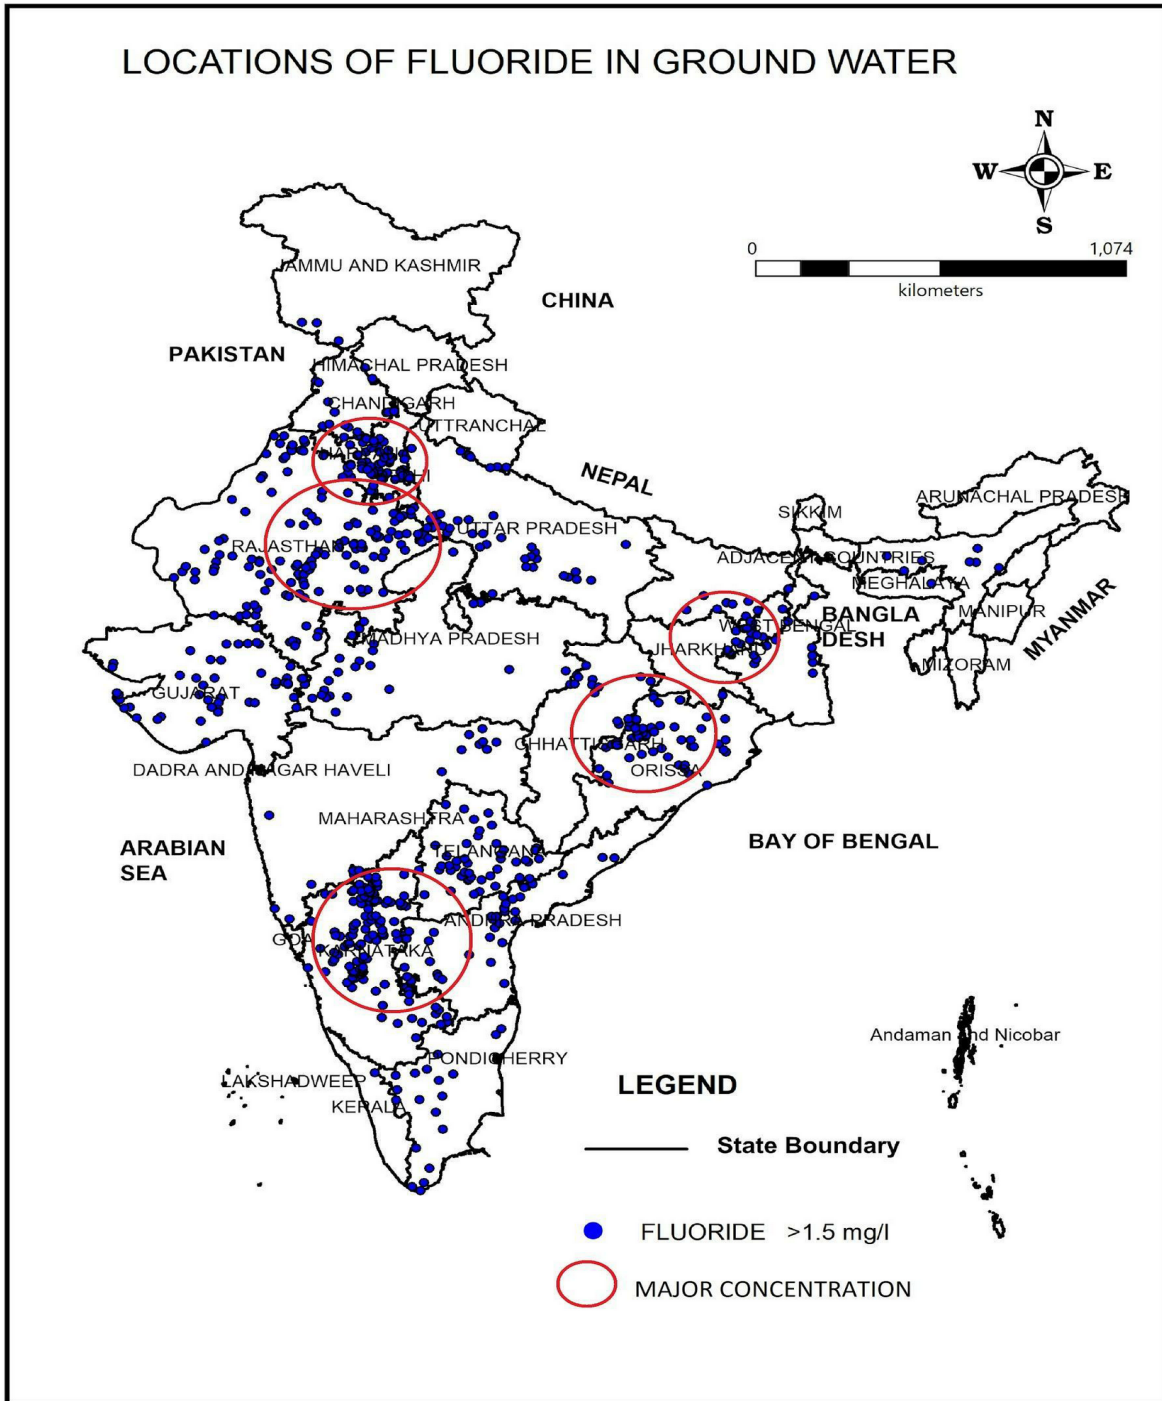 LOCATIONS OF FLUORIDE IN GROUND WATER
N
W E
S
0 1,074
kilometers
JAMMU AND KASHMIR
CHINA
PAKISTAN
HIMACHAL PRADESH
CHANDIGARH
UTTRANCHAL
HARYANA
DELHI
NEPAL
ARUNACHAL PRADESH
SIKKIM
UTTAR PRADESH
RAJASTHAN
ADJACENT COUNTRIES
MEGHALAYA
MANIPUR
MYANMAR
BANGLA
DESH
WEST BENGAL
MADHYA PRADESH
JHARKHAND
MIZORAM
GUJARAT
CHHATTISGARH
DADRA AND NAGAR HAVELI
ORISSA
MAHARASHTRA
ARABIAN
SEA
TELANGANA
BAY OF BENGAL
ANDHRA PRADESH
GOA
KARNATAKA
Andaman and Nicobar
PONDICHERRY
LAKSHADWEEP
KERALA
LEGEND
State Boundary
FLUORIDE >1.5 mg/l
MAJOR CONCENTRATION